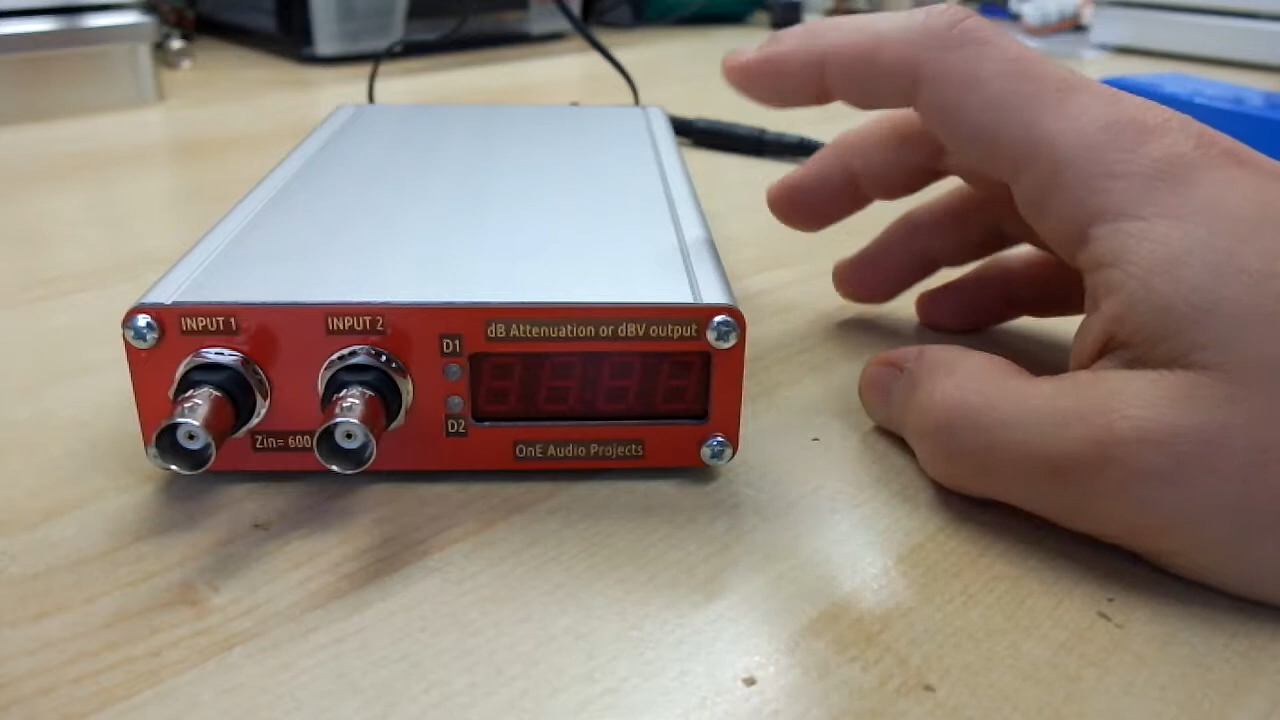 INPUT 1
INPUT 2
dB Attenuation or dBV output
D1
D2
Zin= 600
OnE Audio Projects